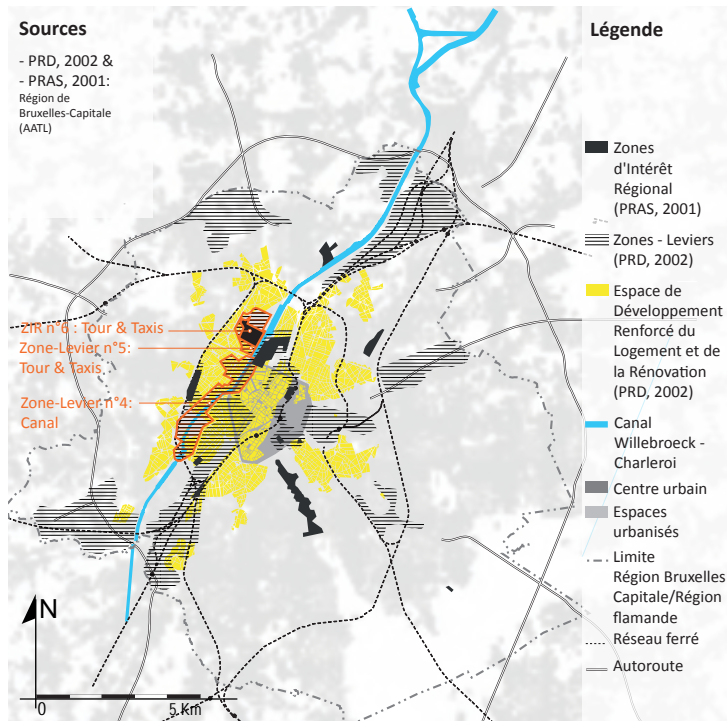 Sources
- PRD, 2002 &
- PRAS, 2001:
Région de
Bruxelles-Capitale
(AATL)
ZIR n°6 : Tour & Taxis
Zone-Levier n°5:
Tour & Taxis
Zone-Levier n°4:
Canal
N
0
5 Km
Légende
Zones
d'Intérêt
Régional
(PRAS, 2001)
Zones - Leviers
(PRD, 2002)
Espace de
Développement
Renforcé du
Logement et de
la Rénovation
(PRD, 2002)
Canal
Willebroeck -
Charleroi
Centre urbain
Espaces
urbanisés
Limite
Région Bruxelles
Capitale/Région
flamande
Réseau ferré
Autoroute